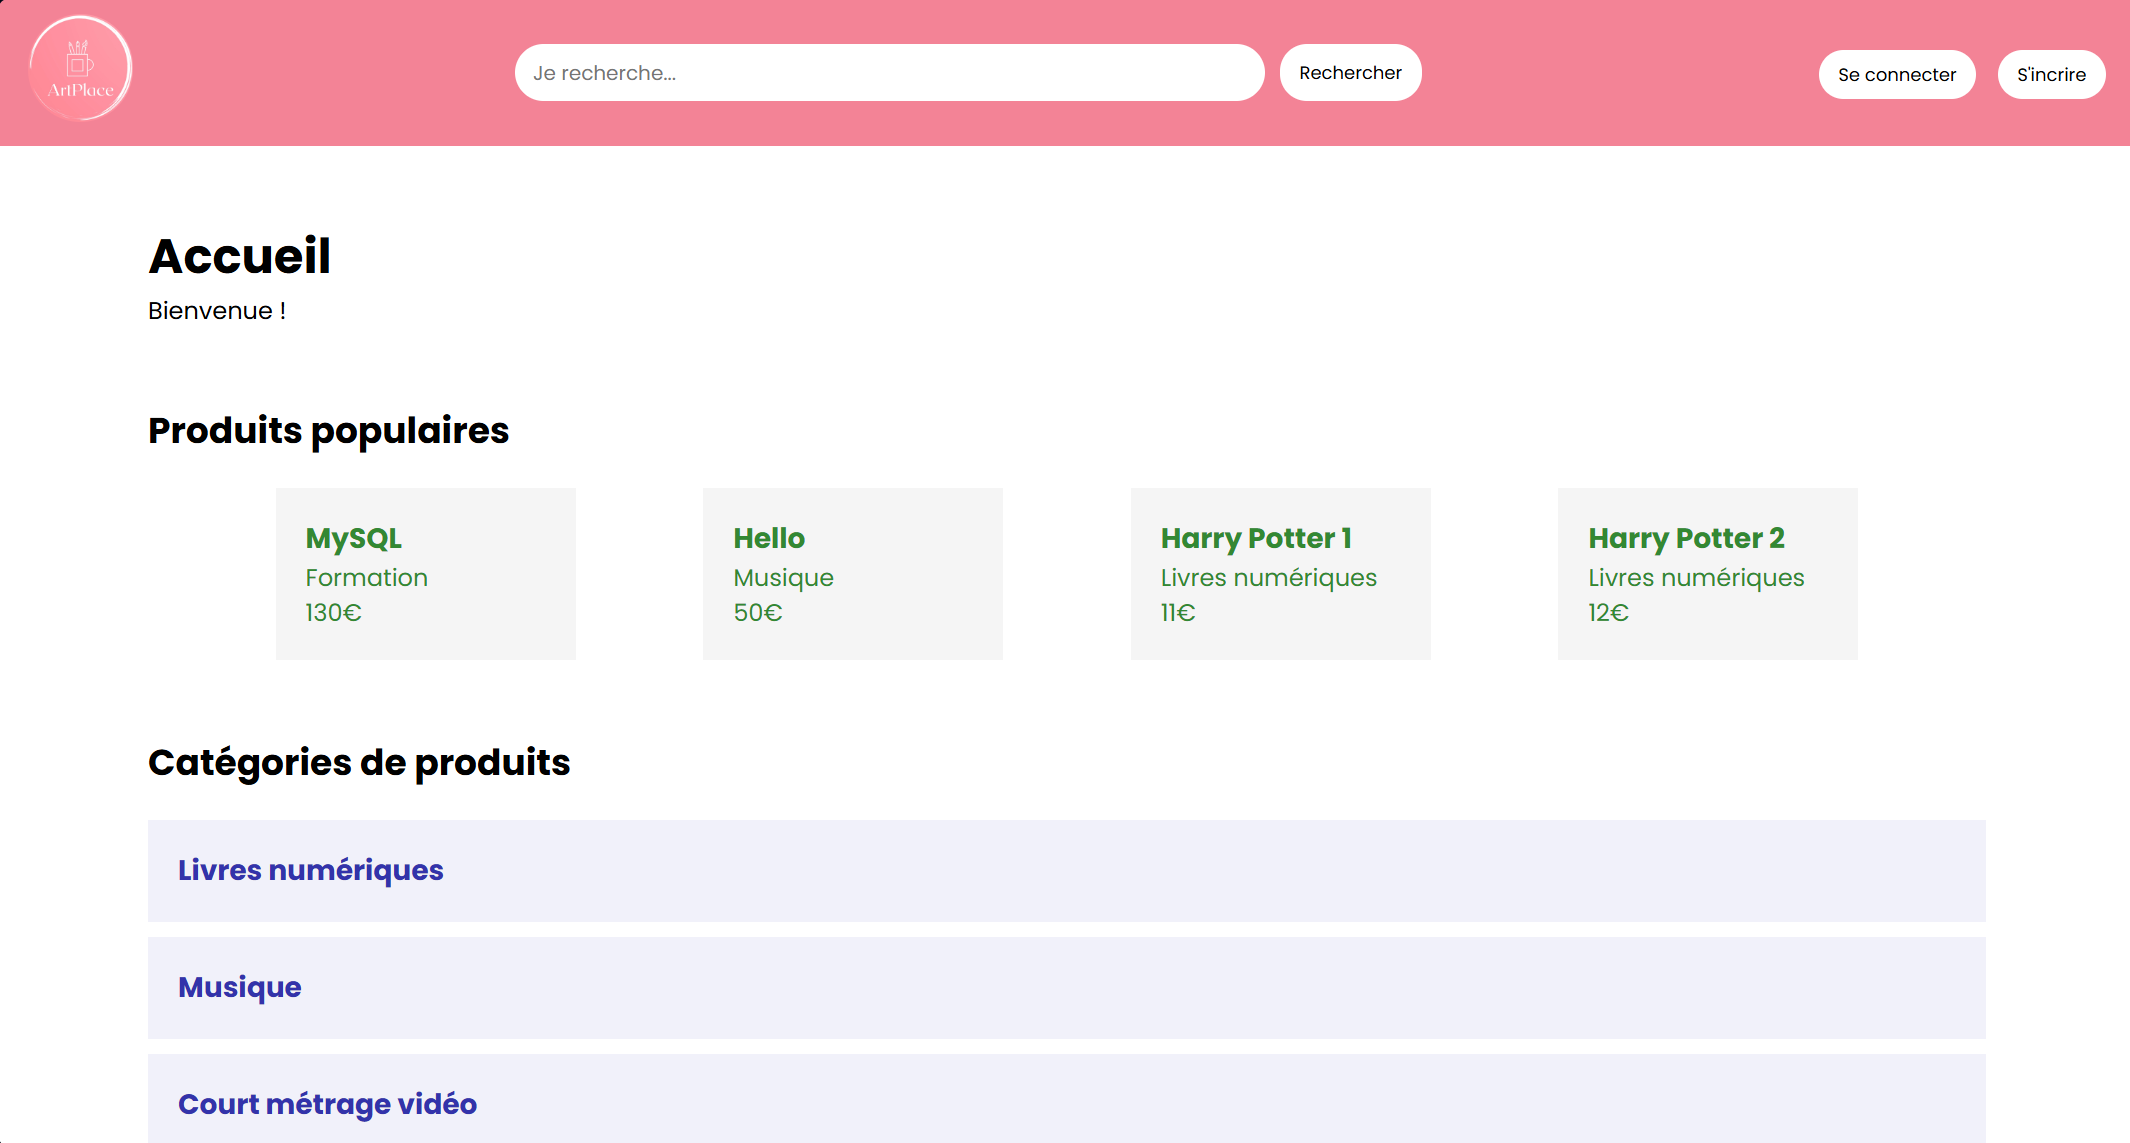 ArtPlace
Je recherche...
Rechercher
Se connecter
S'incrire
Accueil
Bienvenue !
Produits populaires
MySQL
Formation
130€
Hello
Musique
50€
Harry Potter 1
Livres numériques
11€
Harry Potter 2
Livres numériques
12€
Catégories de produits
Livres numériques
Musique
Court métrage vidéo